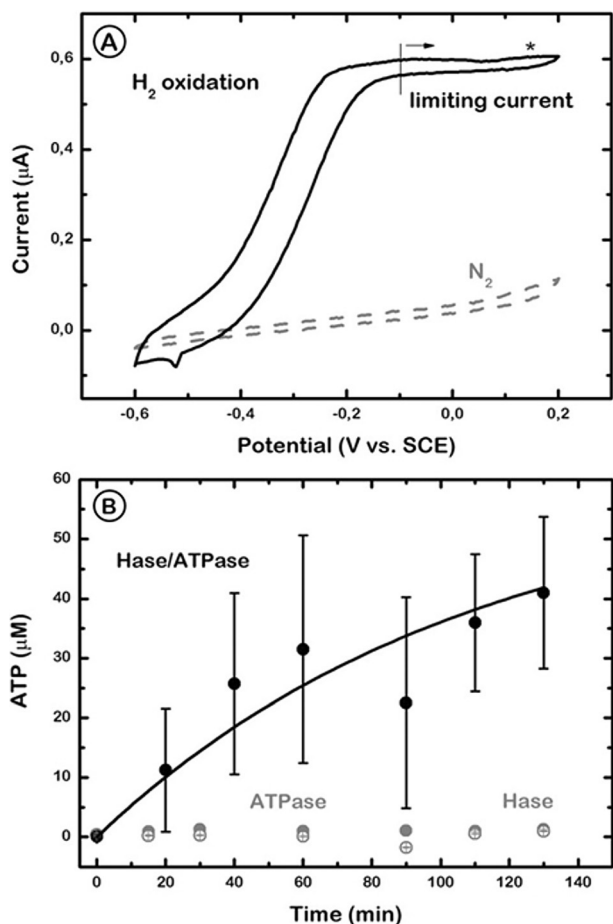 A
0,6
*
H₂ oxidation
limiting current
0,4
Current (μA)
0,2
N₂
0,0
-0,6 -0,4 -0,2 0,0 0,2
Potential (V vs. SCE)
60
B
50
Hase/ATPase
40
ATP (μM)
30
20
10
ATPase Hase
0
0 20 40 60 80 100 120 140
Time (min)